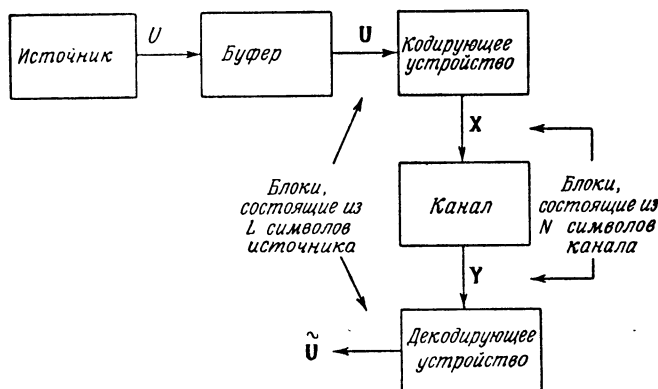 Источник
U
Буфер
U
Кодирующее
устройство
X
Блоки,
состоящие из
L символов
источника
Канал
Блоки,
состоящие из
N символов
канала
Y
Ũ
Декодирующее
устройство